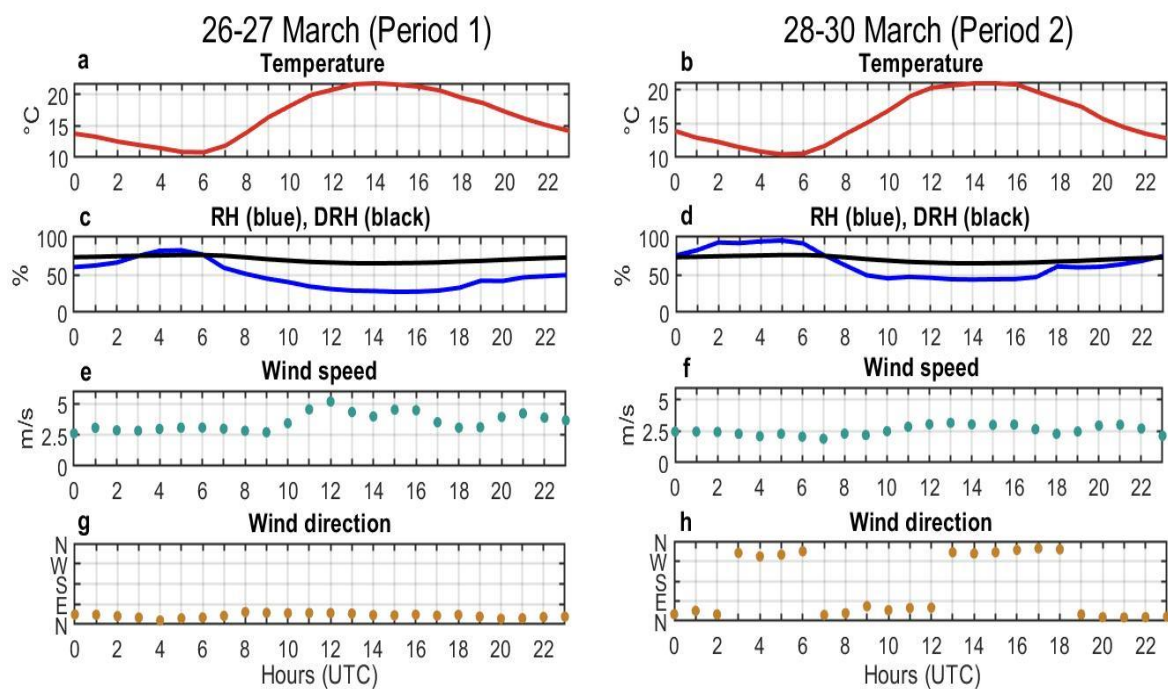 26-27 March (Period 1)
28-30 March (Period 2)
a
Temperature
°C
20
15
10
0 2 4 6 8 10 12 14 16 18 20 22
b
Temperature
°C
20
15
10
0 2 4 6 8 10 12 14 16 18 20 22
c
RH (blue), DRH (black)
%
100
50
0
0 2 4 6 8 10 12 14 16 18 20 22
d
RH (blue), DRH (black)
%
100
50
0
0 2 4 6 8 10 12 14 16 18 20 22
e
Wind speed
m/s
5
2.5
0
0 2 4 6 8 10 12 14 16 18 20 22
f
Wind speed
m/s
5
2.5
0
0 2 4 6 8 10 12 14 16 18 20 22
g
Wind direction
N
W
S
E
N
0 2 4 6 8 10 12 14 16 18 20 22
Hours (UTC)
h
Wind direction
N
W
S
E
N
0 2 4 6 8 10 12 14 16 18 20 22
Hours (UTC)